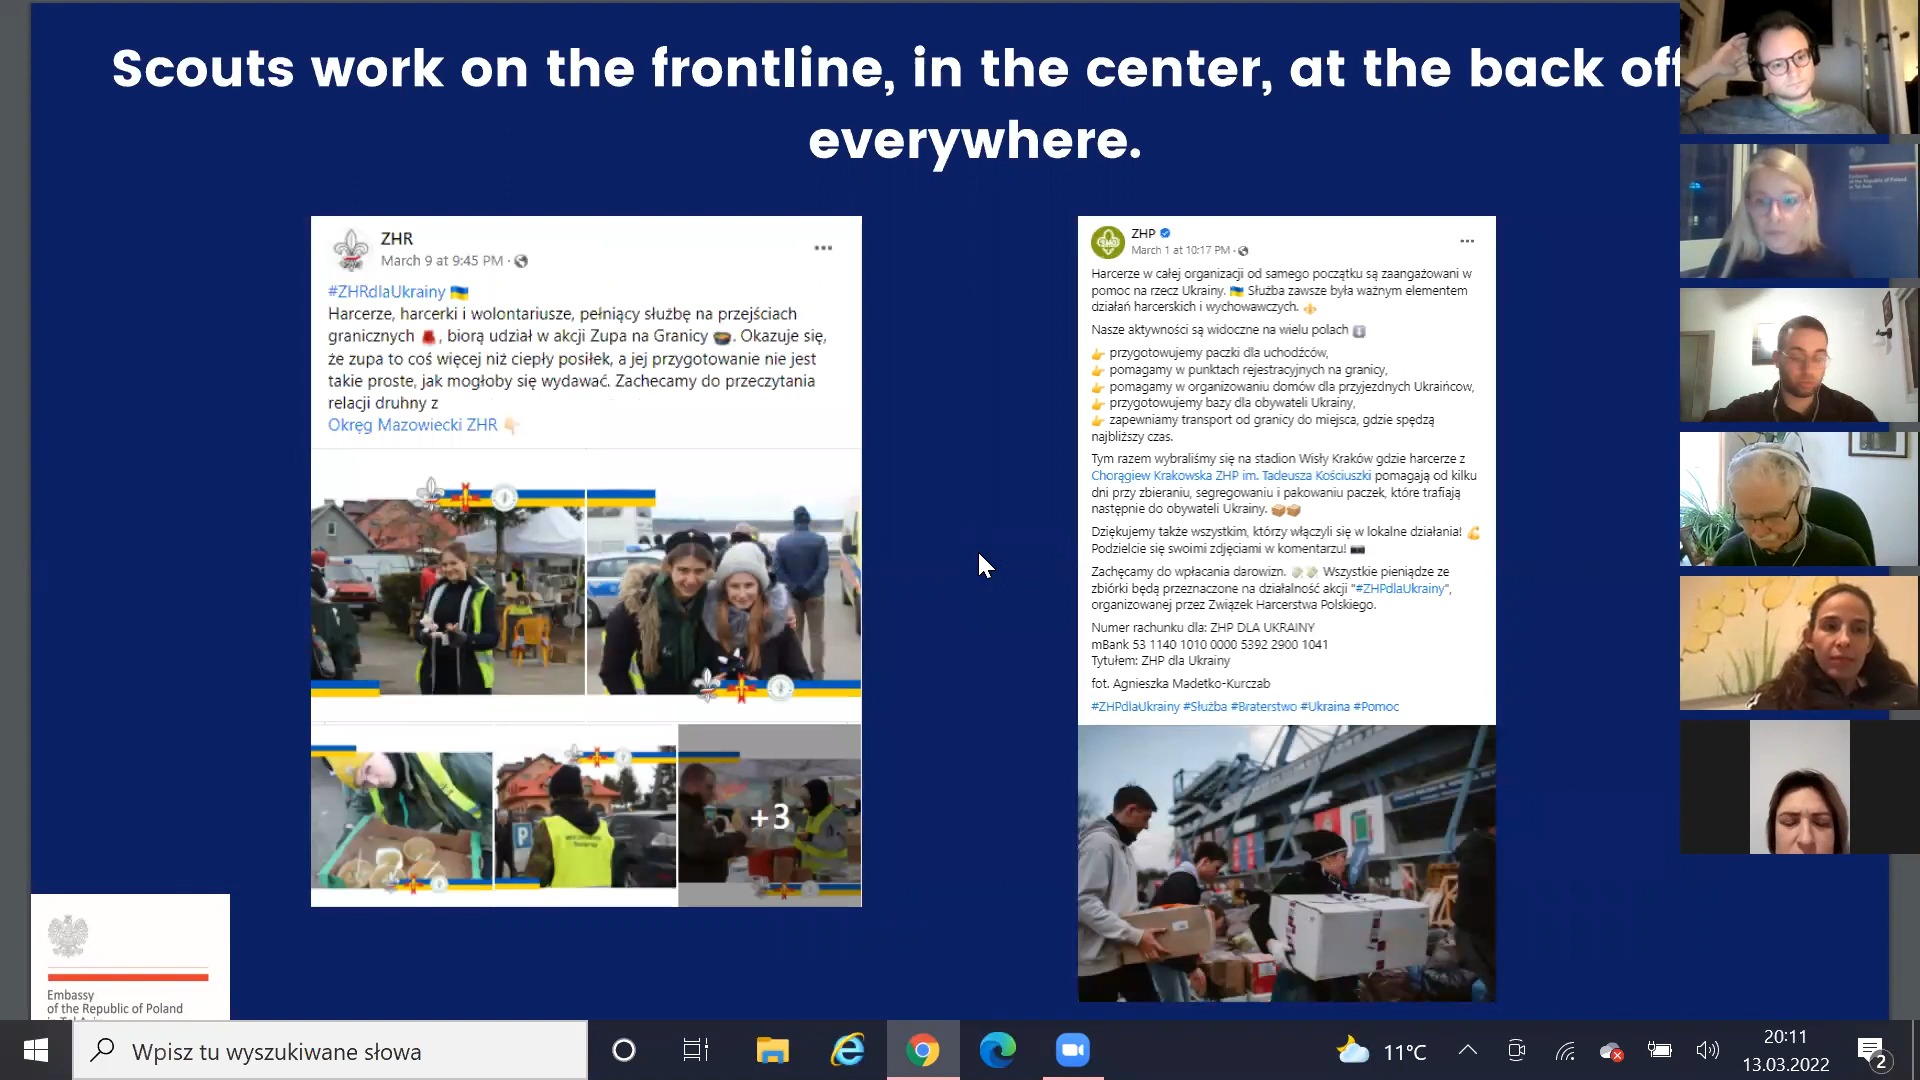 Scouts work on the frontline, in the center, at the back off
everywhere.
ZHR
March 9 at 9:45 PM ·
#ZHRdlaUkrainy
Harcerze, harcerki i wolontariusze, pełniący służbę na przejściach
granicznych , biorą udział w akcji Zupa na Granicy . Okazuje się,
że zupa to coś więcej niż ciepły posiłek, a jej przygotowanie nie jest
takie proste, jak mogłoby się wydawać. Zachecamy do przeczytania
relacji druhny z
Okręg Mazowiecki ZHR
P
+3
ZHP
March 1 at 10:17 PM ·
Harcerze w całej organizacji od samego początku są zaangażowani w
pomoc na rzecz Ukrainy. Służba zawsze była ważnym elementem
działań harcerskich i wychowawczych.
Nasze aktywności są widoczne na wielu polach
przygotowujemy paczki dla uchodźców,
pomagamy w punktach rejestracyjnych na granicy,
pomagamy w organizowaniu domów dla przyjezdnych Ukraińcow,
przygotowujemy bazy dla obywateli Ukrainy,
zapewniamy transport od granicy do miejsca, gdzie spędzą
najbliższy czas.
Tym razem wybraliśmy się na stadion Wisły Kraków gdzie harcerze z
Chorągiew Krakowska ZHP im. Tadeusza Kościuszki pomagają od kilku
dni przy zbieraniu, segregowaniu i pakowaniu paczek, które trafiają
następnie do obywateli Ukrainy.
Dziękujemy także wszystkim, którzy włączyli się w lokalne działania!
Podzielcie się swoimi zdjęciami w komentarzu!
Zachęcamy do wpłacania darowizn. Wszystkie pieniądze ze
zbiórki będą przeznaczone na działalność akcji "#ZHPdlaUkrainy",
organizowanej przez Związek Harcerstwa Polskiego.
Numer rachunku dla: ZHP DLA UKRAINY
mBank 53 1140 1010 0000 5392 2900 1041
Tytułem: ZHP dla Ukrainy
fot. Agnieszka Madetko-Kurczab
#ZHPdlaUkrainy #Służba #Braterstwo #Ukraina #Pomoc
Embassy
of the Republic of Poland
in Tel Aviv
Embassy
of the Republic of Poland
Wpisz tu wyszukiwane słowa
11°C
20:11
13.03.2022
2